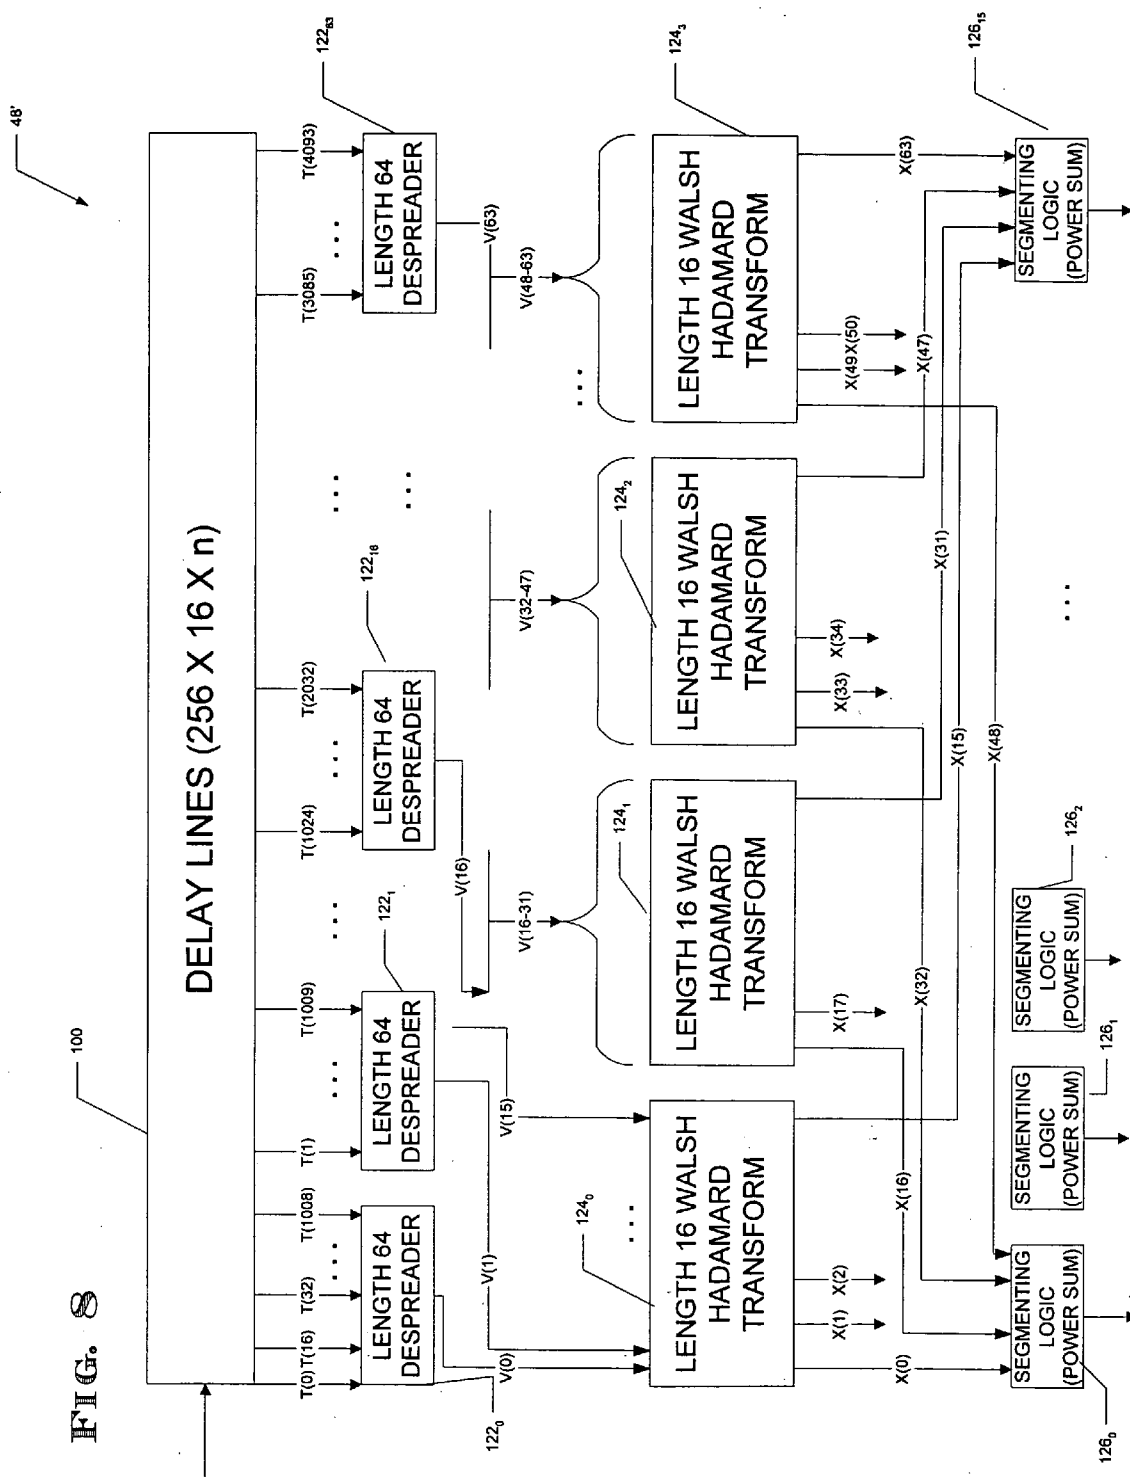 FIG. 8
100
48'
DELAY LINES (256 X 16 X n)
T(0)
T(16)
T(32)
• • •
T(1008)
T(1)
• • •
T(1009)
• • •
T(1024)
• • •
T(2032)
• • •
T(3085)
• • •
T(4093)
122₀
LENGTH 64
DESPREADER
122₁
LENGTH 64
DESPREADER
122₁₆
LENGTH 64
DESPREADER
• • •
122₆₃
LENGTH 64
DESPREADER
V(0)
V(1)
V(15)
V(16)
V(16-31)
V(32-47)
V(63)
V(48-63)
124₀
• • •
LENGTH 16 WALSH
HADAMARD
TRANSFORM
124₁
LENGTH 16 WALSH
HADAMARD
TRANSFORM
124₂
LENGTH 16 WALSH
HADAMARD
TRANSFORM
• • •
124₃
LENGTH 16 WALSH
HADAMARD
TRANSFORM
X(0)
X(1)
X(2)
X(16)
X(17)
X(32)
X(33)
X(34)
X(15)
X(31)
X(48)
X(49
X(50)
X(47)
X(63)
126₀
SEGMENTING
LOGIC
(POWER SUM)
126₁
SEGMENTING
LOGIC
(POWER SUM)
126₂
SEGMENTING
LOGIC
(POWER SUM)
• • •
126₁₅
SEGMENTING
LOGIC
(POWER SUM)